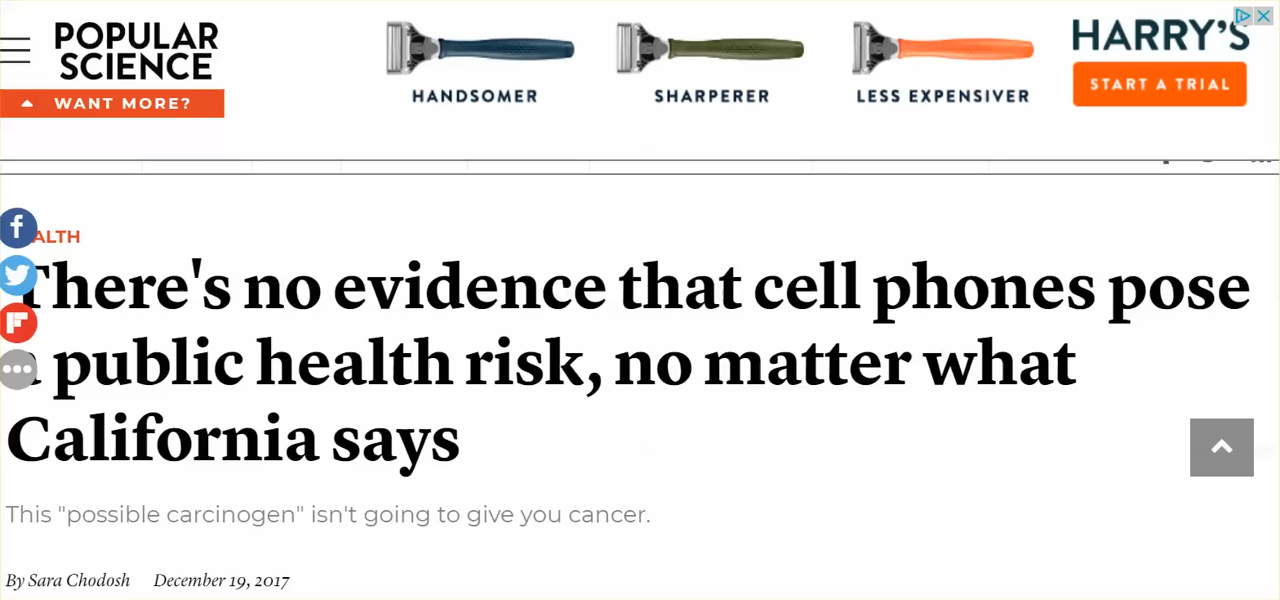 POPULAR
SCIENCE
WANT MORE?
HANDSOMER
SHARPERER
LESS EXPENSIVER
HARRY'S
START A TRIAL
ALTH
There's no evidence that cell phones pose
a public health risk, no matter what
California says
This "possible carcinogen" isn't going to give you cancer.
By Sara Chodosh December 19, 2017